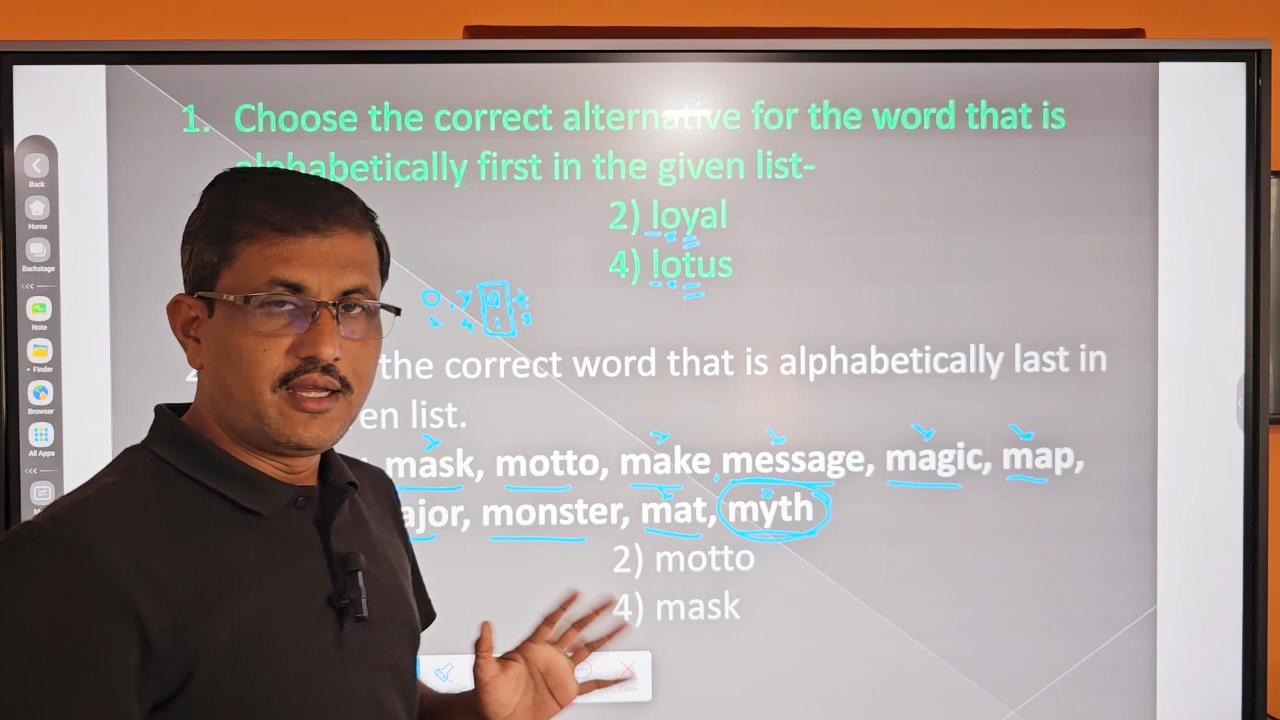 1. Choose the correct alternative for the word that is
alphabetically first in the given list-
2) loyal
4) lotus
the correct word that is alphabetically last in
list.
mask, motto, make, message, magic, map,
monster, mat, myth
2) motto
4) mask
Back
Home
Backstage
Note
Finder
Browser
All Apps